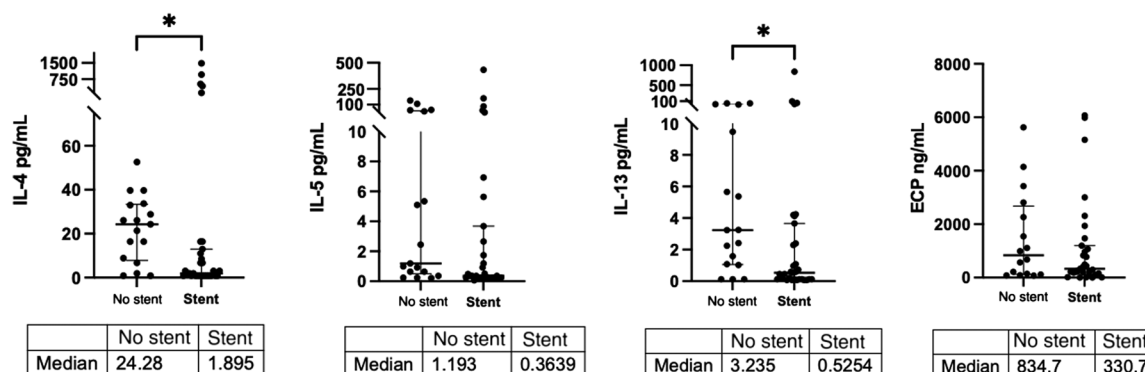 *
1500
750
60
40
20
0
IL-4 pg/mL
No stent Stent
No stent Stent
Median 24.28 1.895
500
250
100
10
8
6
4
2
0
IL-5 pg/mL
No stent Stent
No stent Stent
Median 1.193 0.3639
*
1000
500
100
10
8
6
4
2
0
IL-13 pg/mL
No stent Stent
No stent Stent
Median 3.235 0.5254
8000
6000
4000
2000
0
ECP ng/mL
No stent Stent
No stent Stent
Median 834.7 330.7